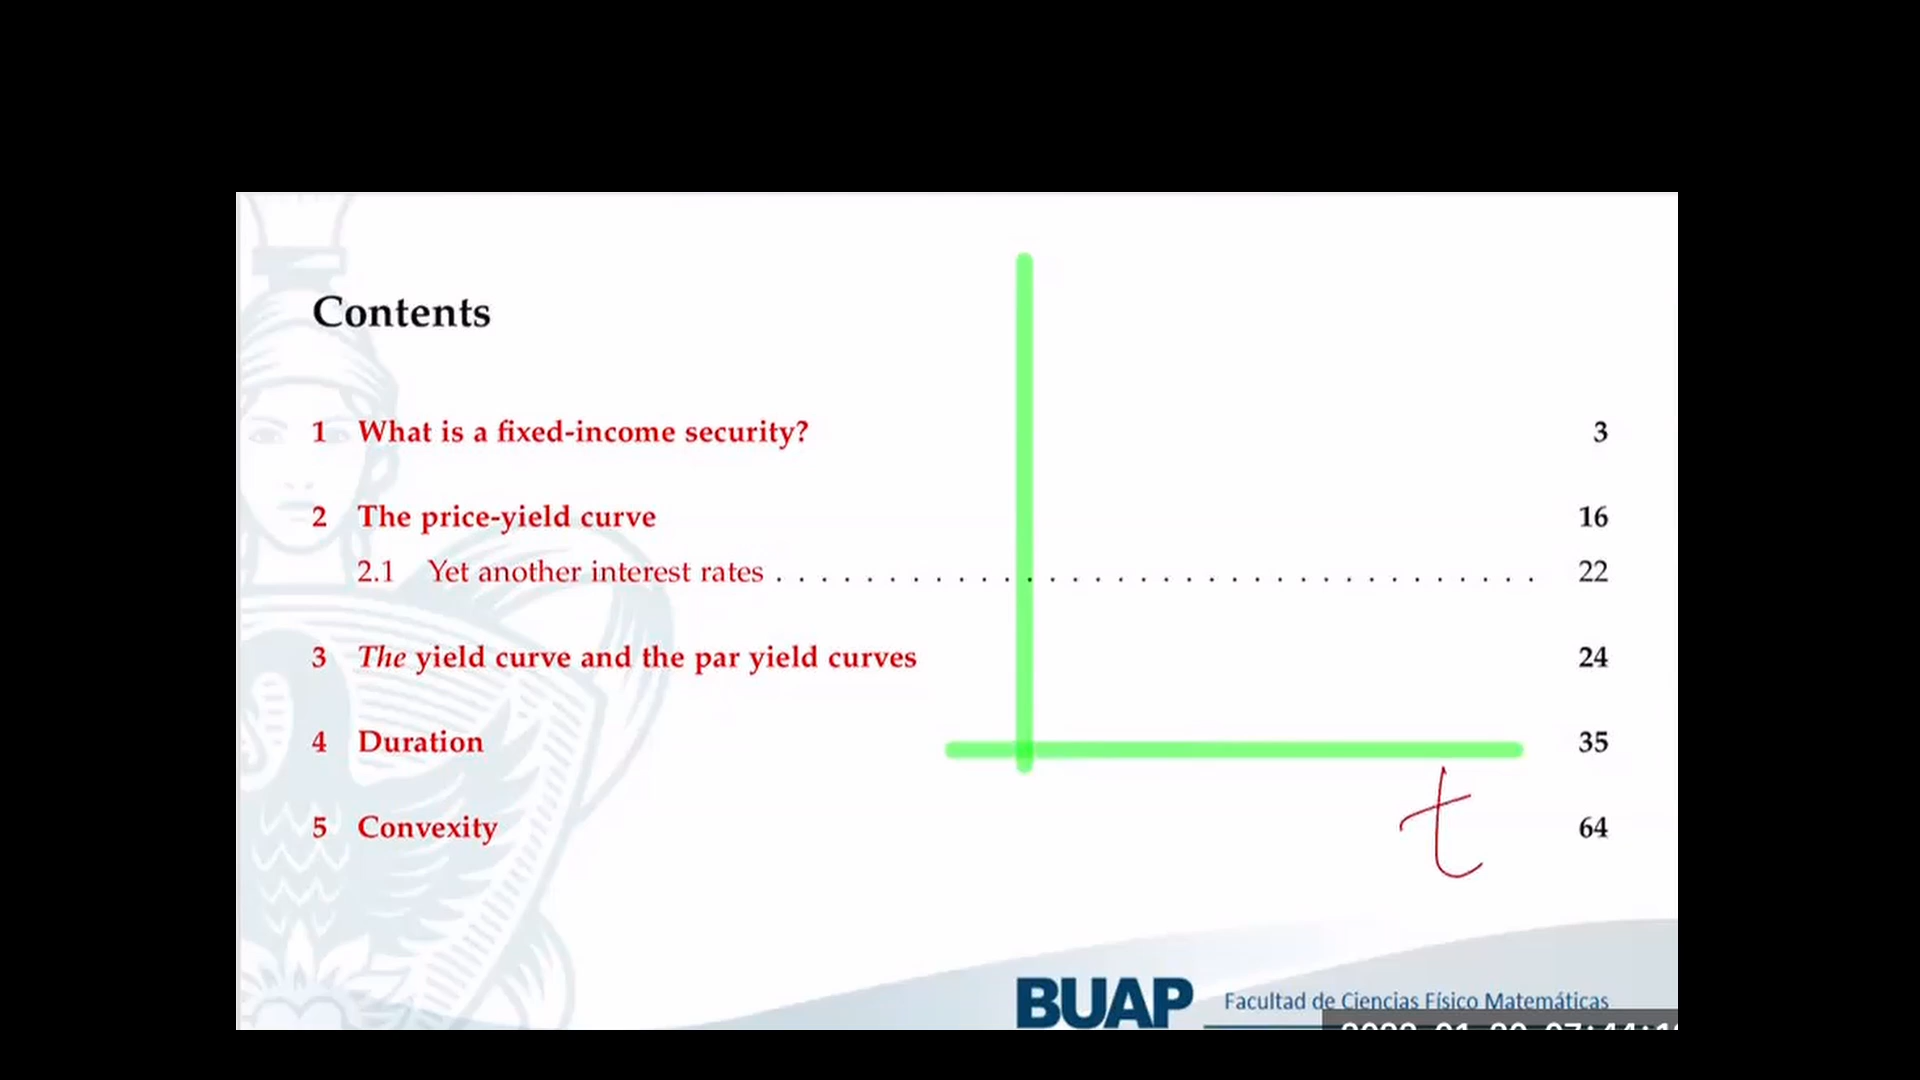 Contents
1 What is a fixed-income security? 3
2 The price-yield curve 16
2.1 Yet another interest rates . . . . . . . . . . . . . . . . . . . . . . . . . . . . . . . . . . 22
3 The yield curve and the par yield curves 24
4 Duration 35
5 Convexity 64
t
BUAP Facultad de Ciencias Físico Matemáticas